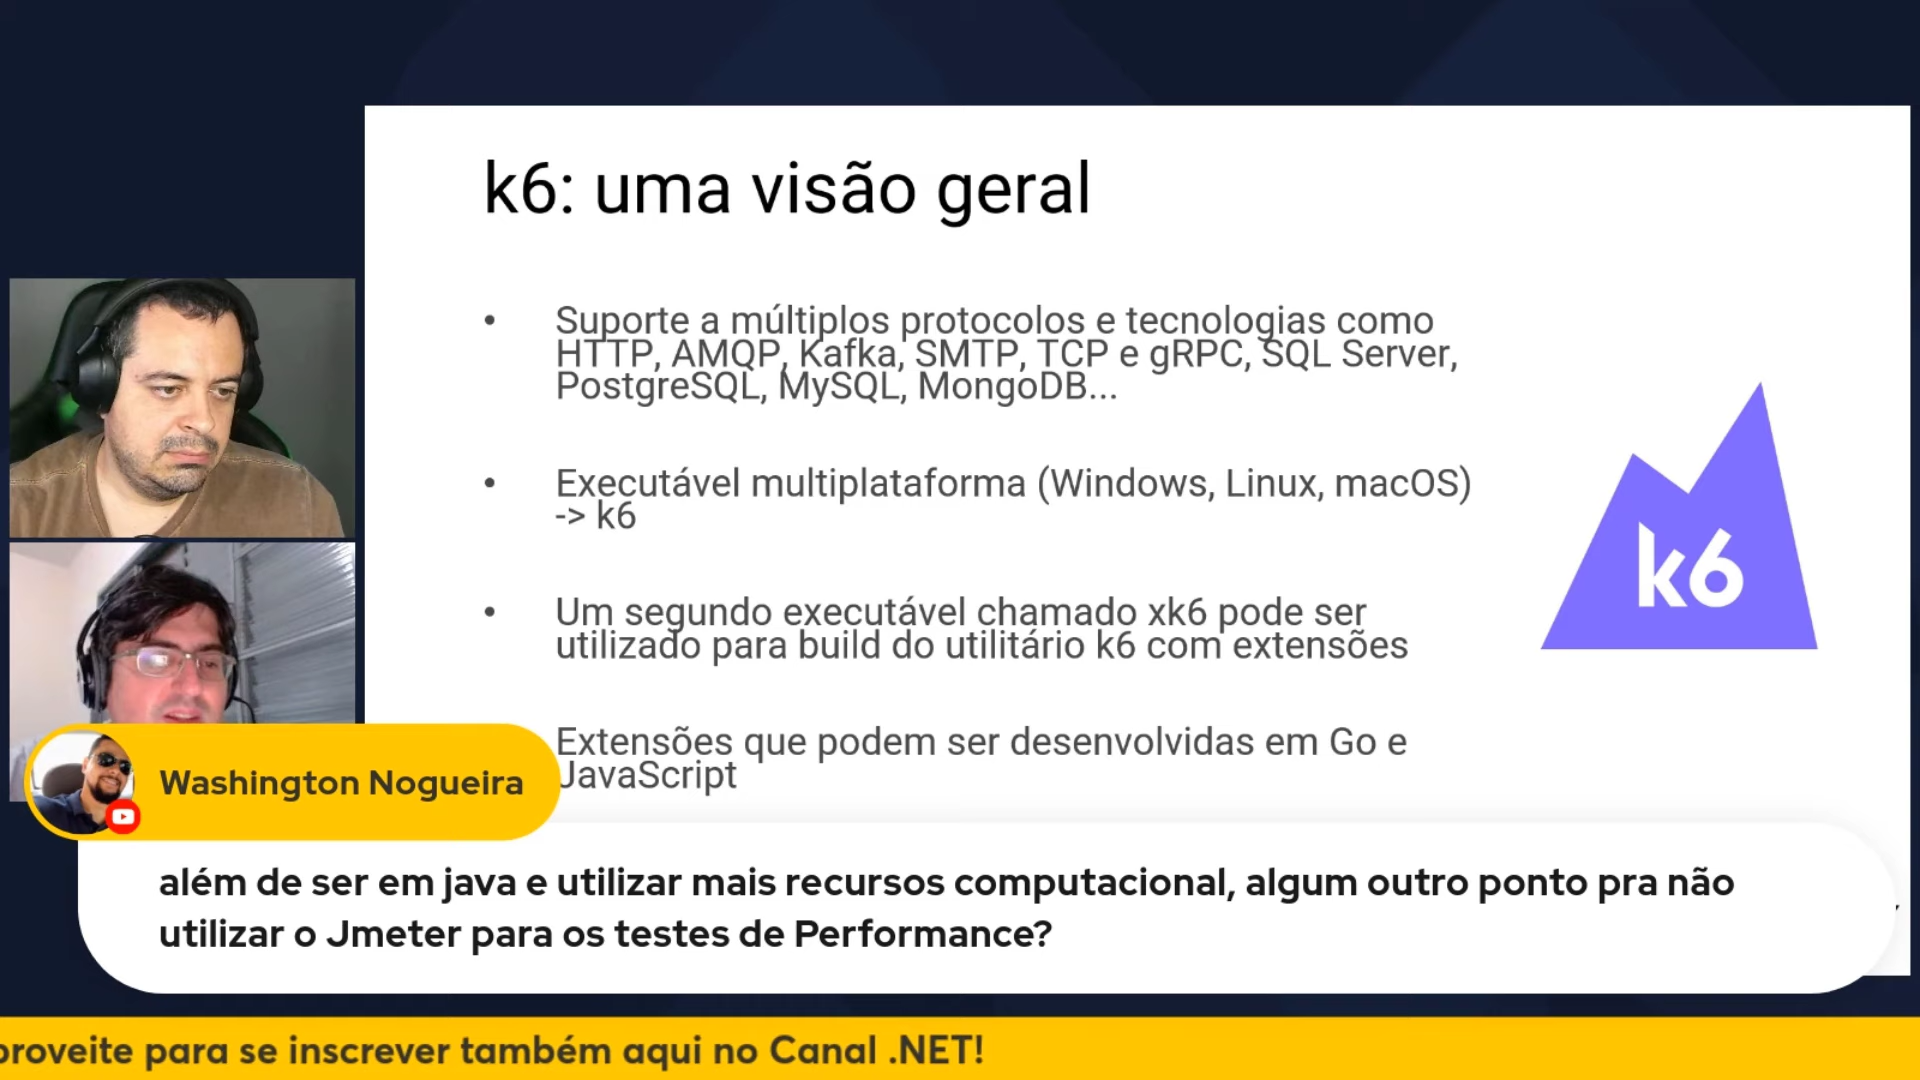 k6: uma visão geral
• Suporte a múltiplos protocolos e tecnologias como
HTTP, AMQP, Kafka, SMTP, TCP e gRPC, SQL Server,
PostgreSQL, MySQL, MongoDB...
• Executável multiplataforma (Windows, Linux, macOS)
-> k6
• Um segundo executável chamado xk6 pode ser
utilizado para build do utilitário k6 com extensões
Extensões que podem ser desenvolvidas em Go e
JavaScript
k6
Washington Nogueira
além de ser em java e utilizar mais recursos computacional, algum outro ponto pra não
utilizar o Jmeter para os testes de Performance?
proveite para se inscrever também aqui no Canal .NET!